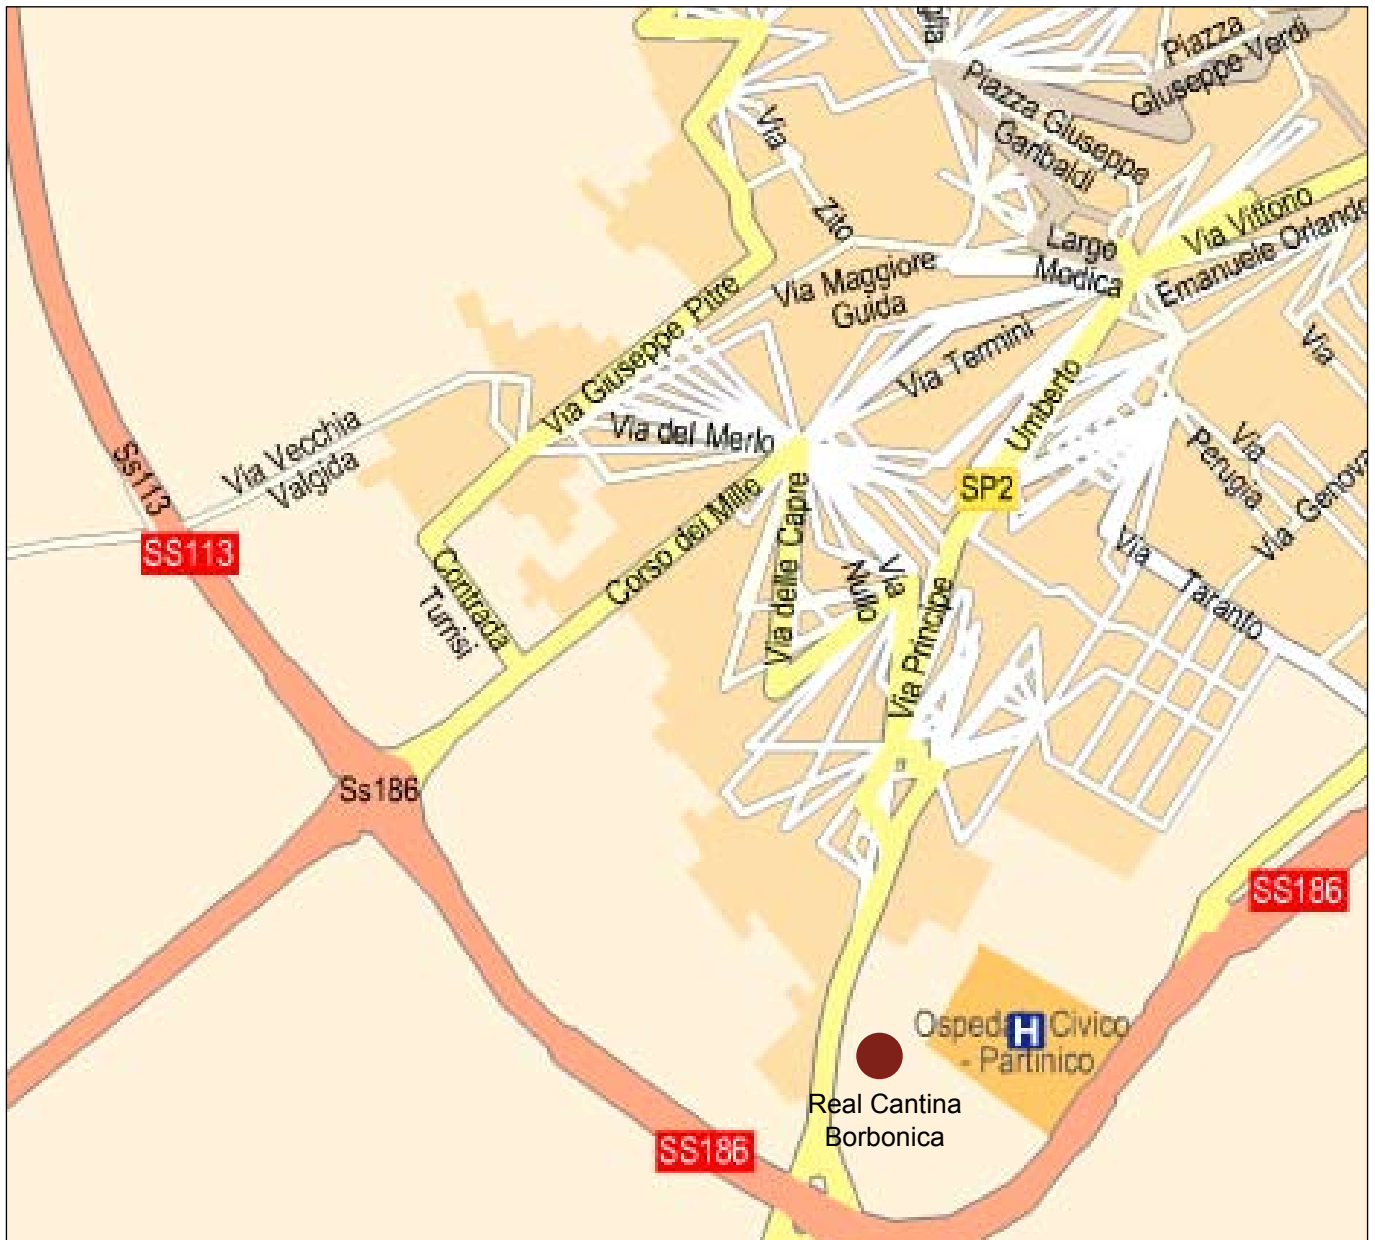 glia
Piazza
Giuseppe Verdi
Piazza Giuseppe
Garibaldi
Via
Zito
Largo
Modica
Via Vittorio
Emanuele Orlando
Via Maggiore
Guida
Via Giuseppe Pitre
Via Termini
Umberto
Via
Via del Merlo
Via Vecchia
Valgida
Ss113
SS113
SP2
Via
Perugia
Via Genova
Corso dei Mille
Via delle Capre
Via
Nullo
Via
Taranto
Contrada
Turrisi
Via Principe
Ss186
SS186
Ospeda H Civico
- Partinico
Real Cantina
Borbonica
SS186